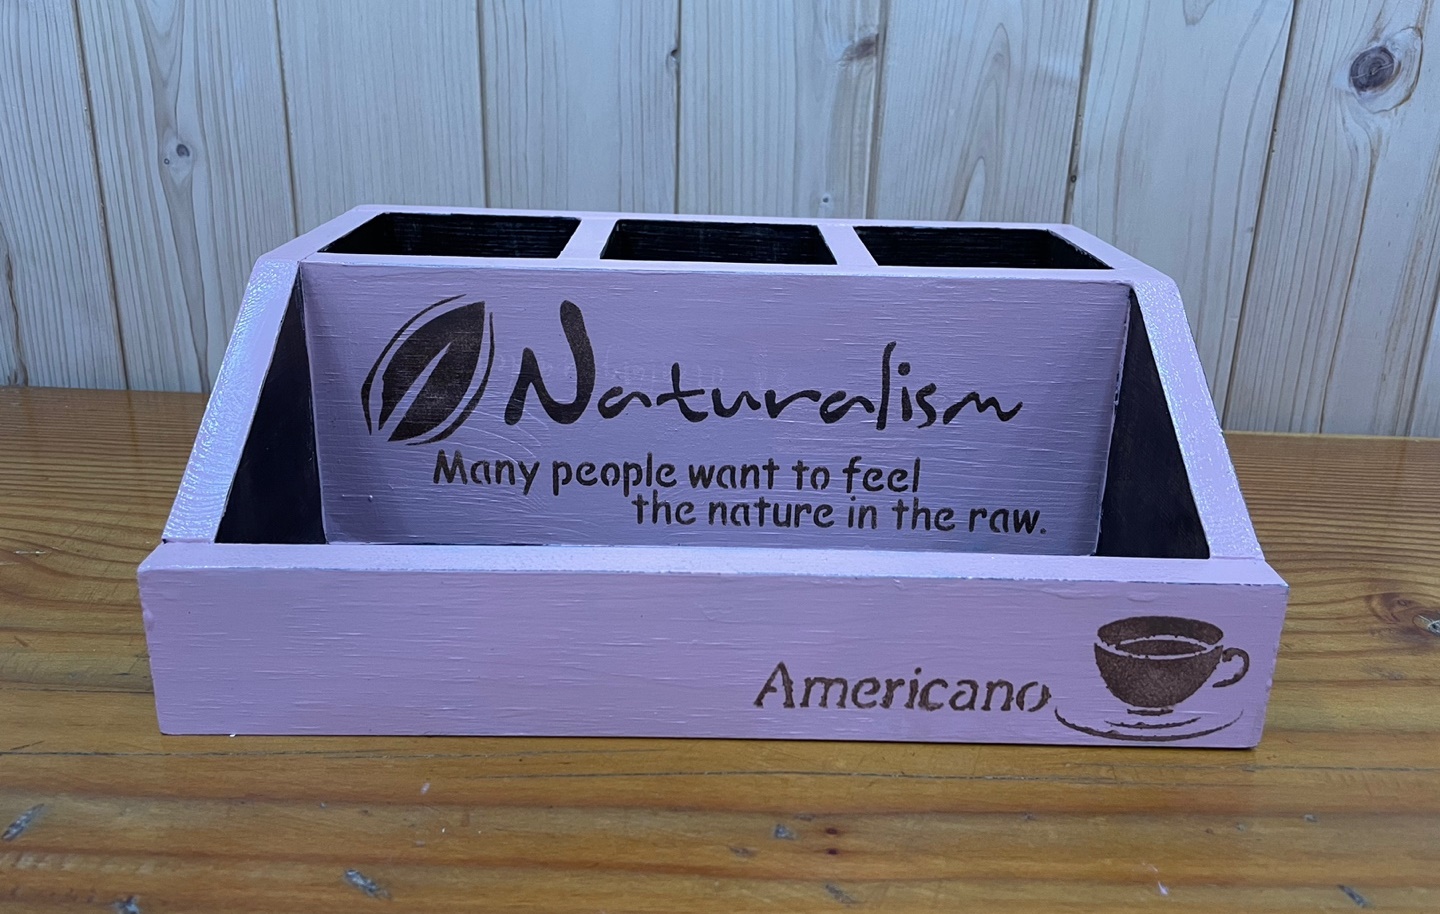 Naturalism
Many people want to feel
the nature in the raw.
Americano